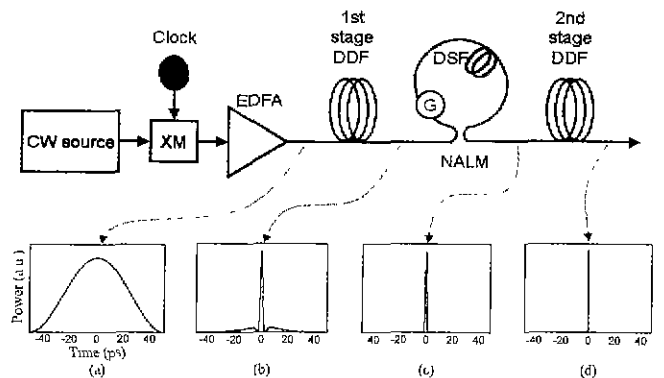 1st
stage
DDF
2nd
stage
DDF
Clock
DSF
EDFA
G
CW source
XM
NALM
Power (a.u.)
-40 -20 0 20 40
-40 -20 0 20 40
-40 -20 0 20 40
-40 -20 0 20 40
Time (ps)
(a)
(b)
(c)
(d)